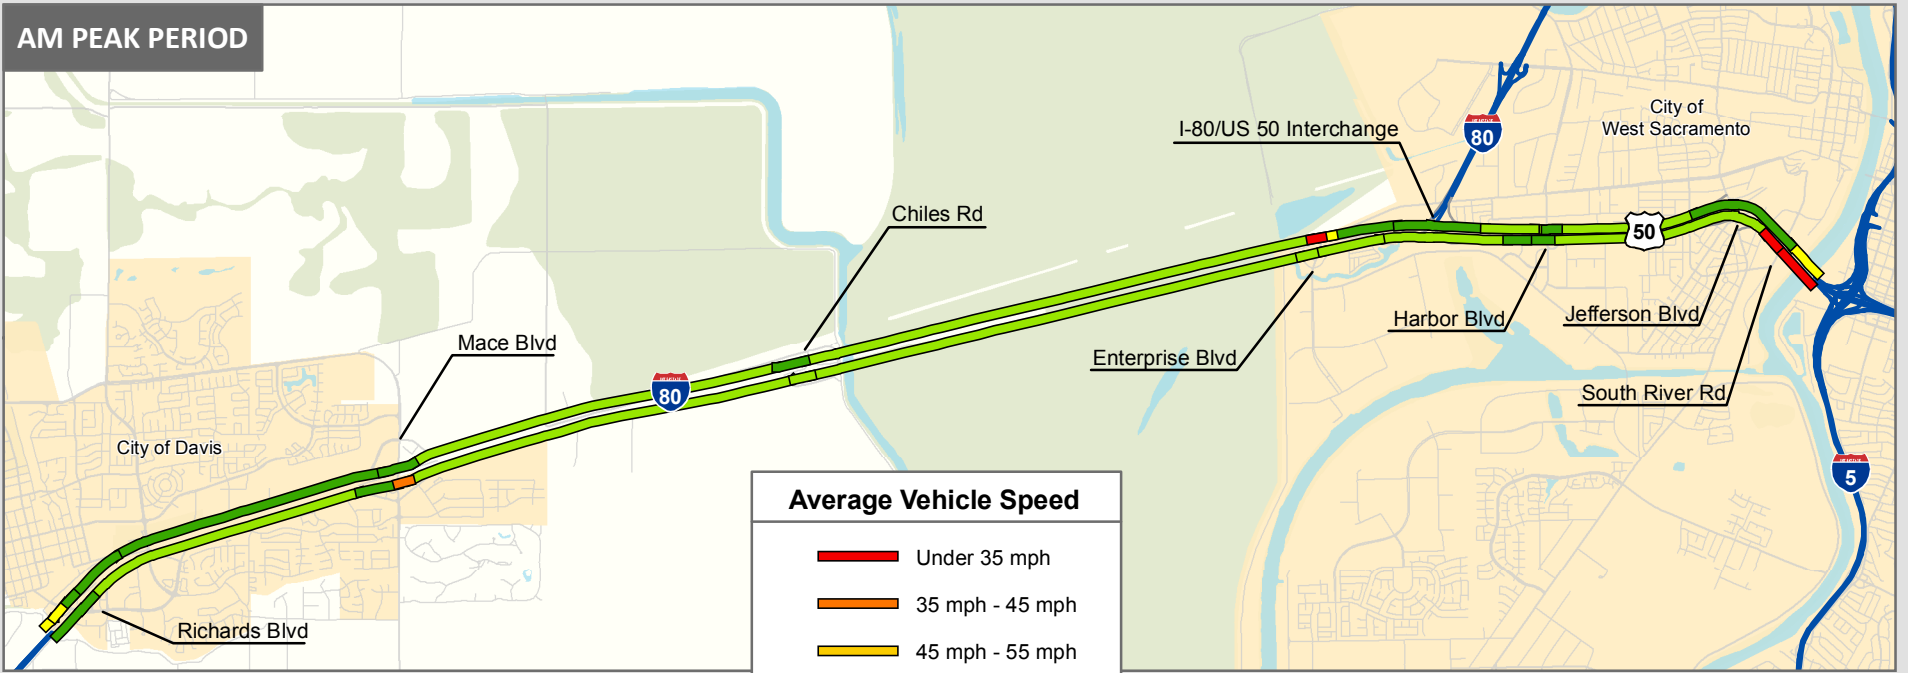 AM PEAK PERIOD
City of
West Sacramento
I-80/US 50 Interchange
80
Chiles Rd
50
Harbor Blvd
Jefferson Blvd
Mace Blvd
Enterprise Blvd
80
South River Rd
City of Davis
5
Average Vehicle Speed
Under 35 mph
35 mph - 45 mph
Richards Blvd
45 mph - 55 mph